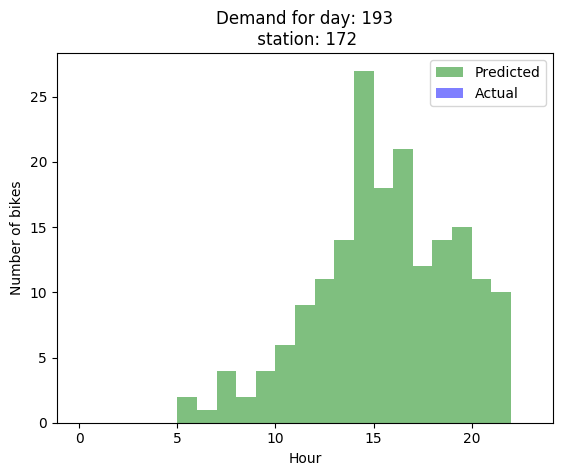 Demand for day: 193
station: 172
Predicted
Actual
Number of bikes
25
20
15
10
5
0
0
5
10
15
20
Hour